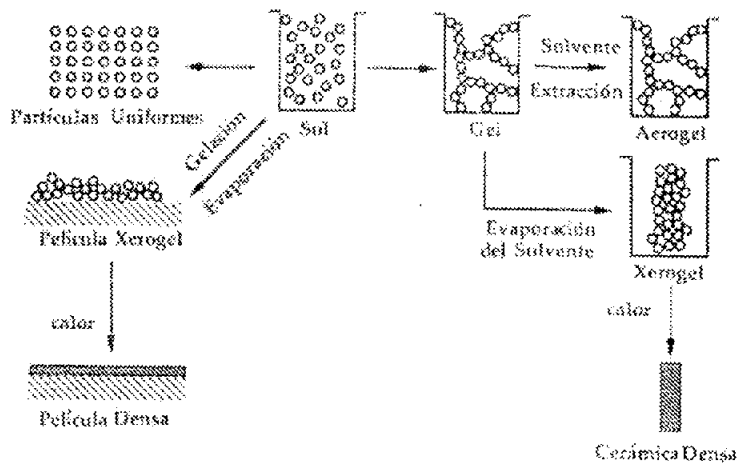 Partículas Uniformes
Sol
Gel
Solvente
Extracción
Aerogel
Gelación
Evaporación
Película Xerogel
Evaporación
del Solvente
Xerogel
calor
calor
Película Densa
Cerámica Densa